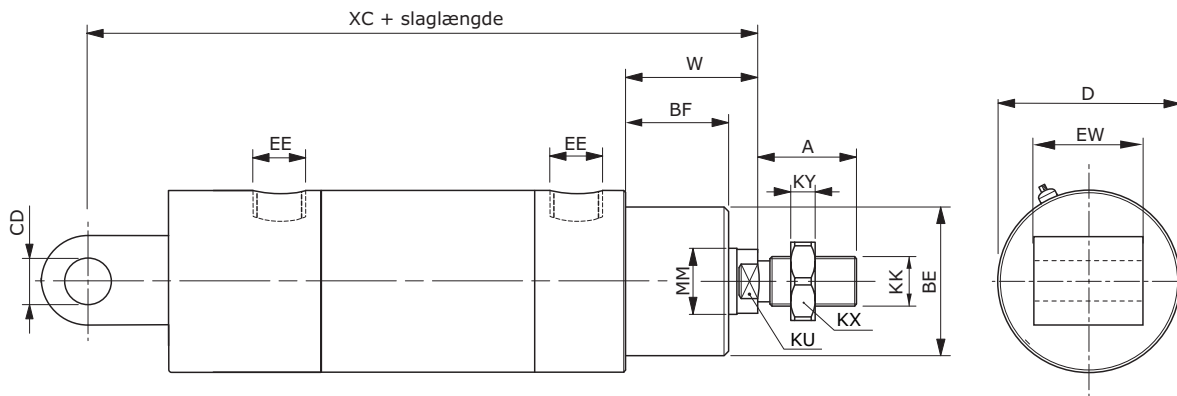 XC + slaglængde
W
D
BF
EW
EE
EE
A
KY
CD
MM
KK
BE
KX
KU